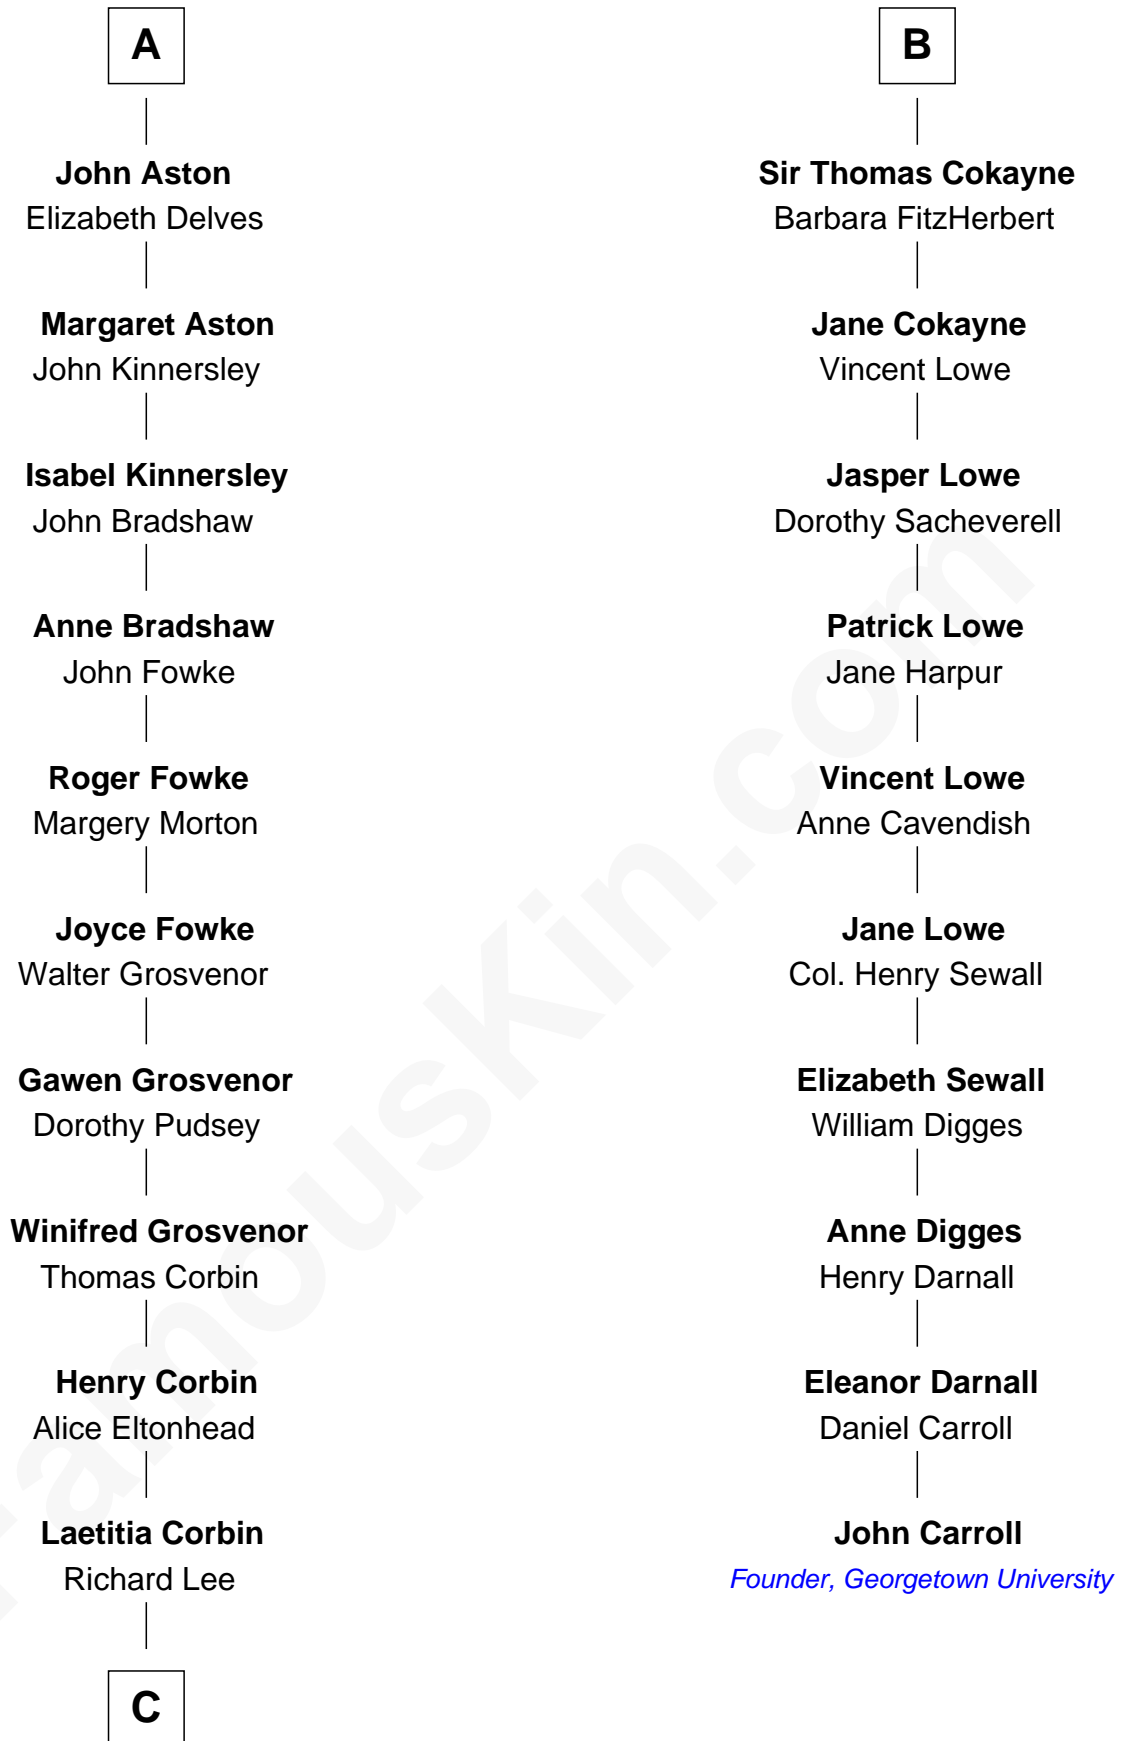 A
John Aston
Elizabeth Delves
Margaret Aston
John Kinnersley
Isabel Kinnersley
John Bradshaw
Anne Bradshaw
John Fowke
Roger Fowke
Margery Morton
Joyce Fowke
Walter Grosvenor
Gawen Grosvenor
Dorothy Pudsey
Winifred Grosvenor
Thomas Corbin
Henry Corbin
Alice Eltonhead
Laetitia Corbin
Richard Lee
C
B
Sir Thomas Cokayne
Barbara FitzHerbert
Jane Cokayne
Vincent Lowe
Jasper Lowe
Dorothy Sacheverell
Patrick Lowe
Jane Harpur
Vincent Lowe
Anne Cavendish
Jane Lowe
Col. Henry Sewall
Elizabeth Sewall
William Digges
Anne Digges
Henry Darnall
Eleanor Darnall
Daniel Carroll
John Carroll
Founder, Georgetown University
FamousKin.com